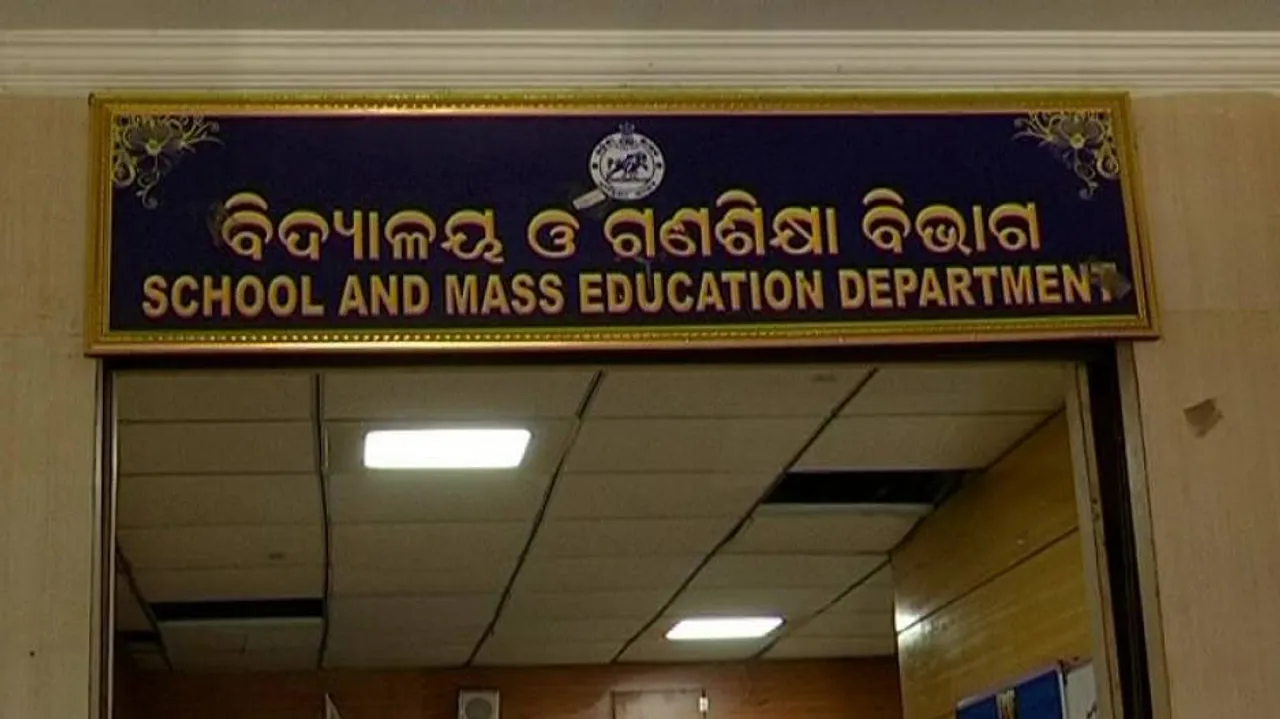 ବିଦ୍ୟାଳୟ ଓ ଗଣଶିକ୍ଷା ବିଭାଗ
SCHOOL AND MASS EDUCATION DEPARTMENT